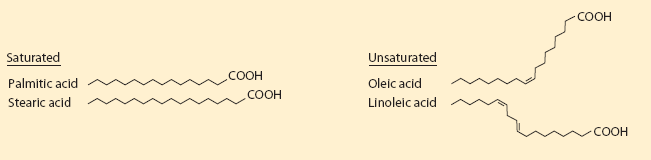 Saturated
Palmitic acid COOH
Stearic acid COOH
Unsaturated
COOH
Oleic acid
Linoleic acid
COOH